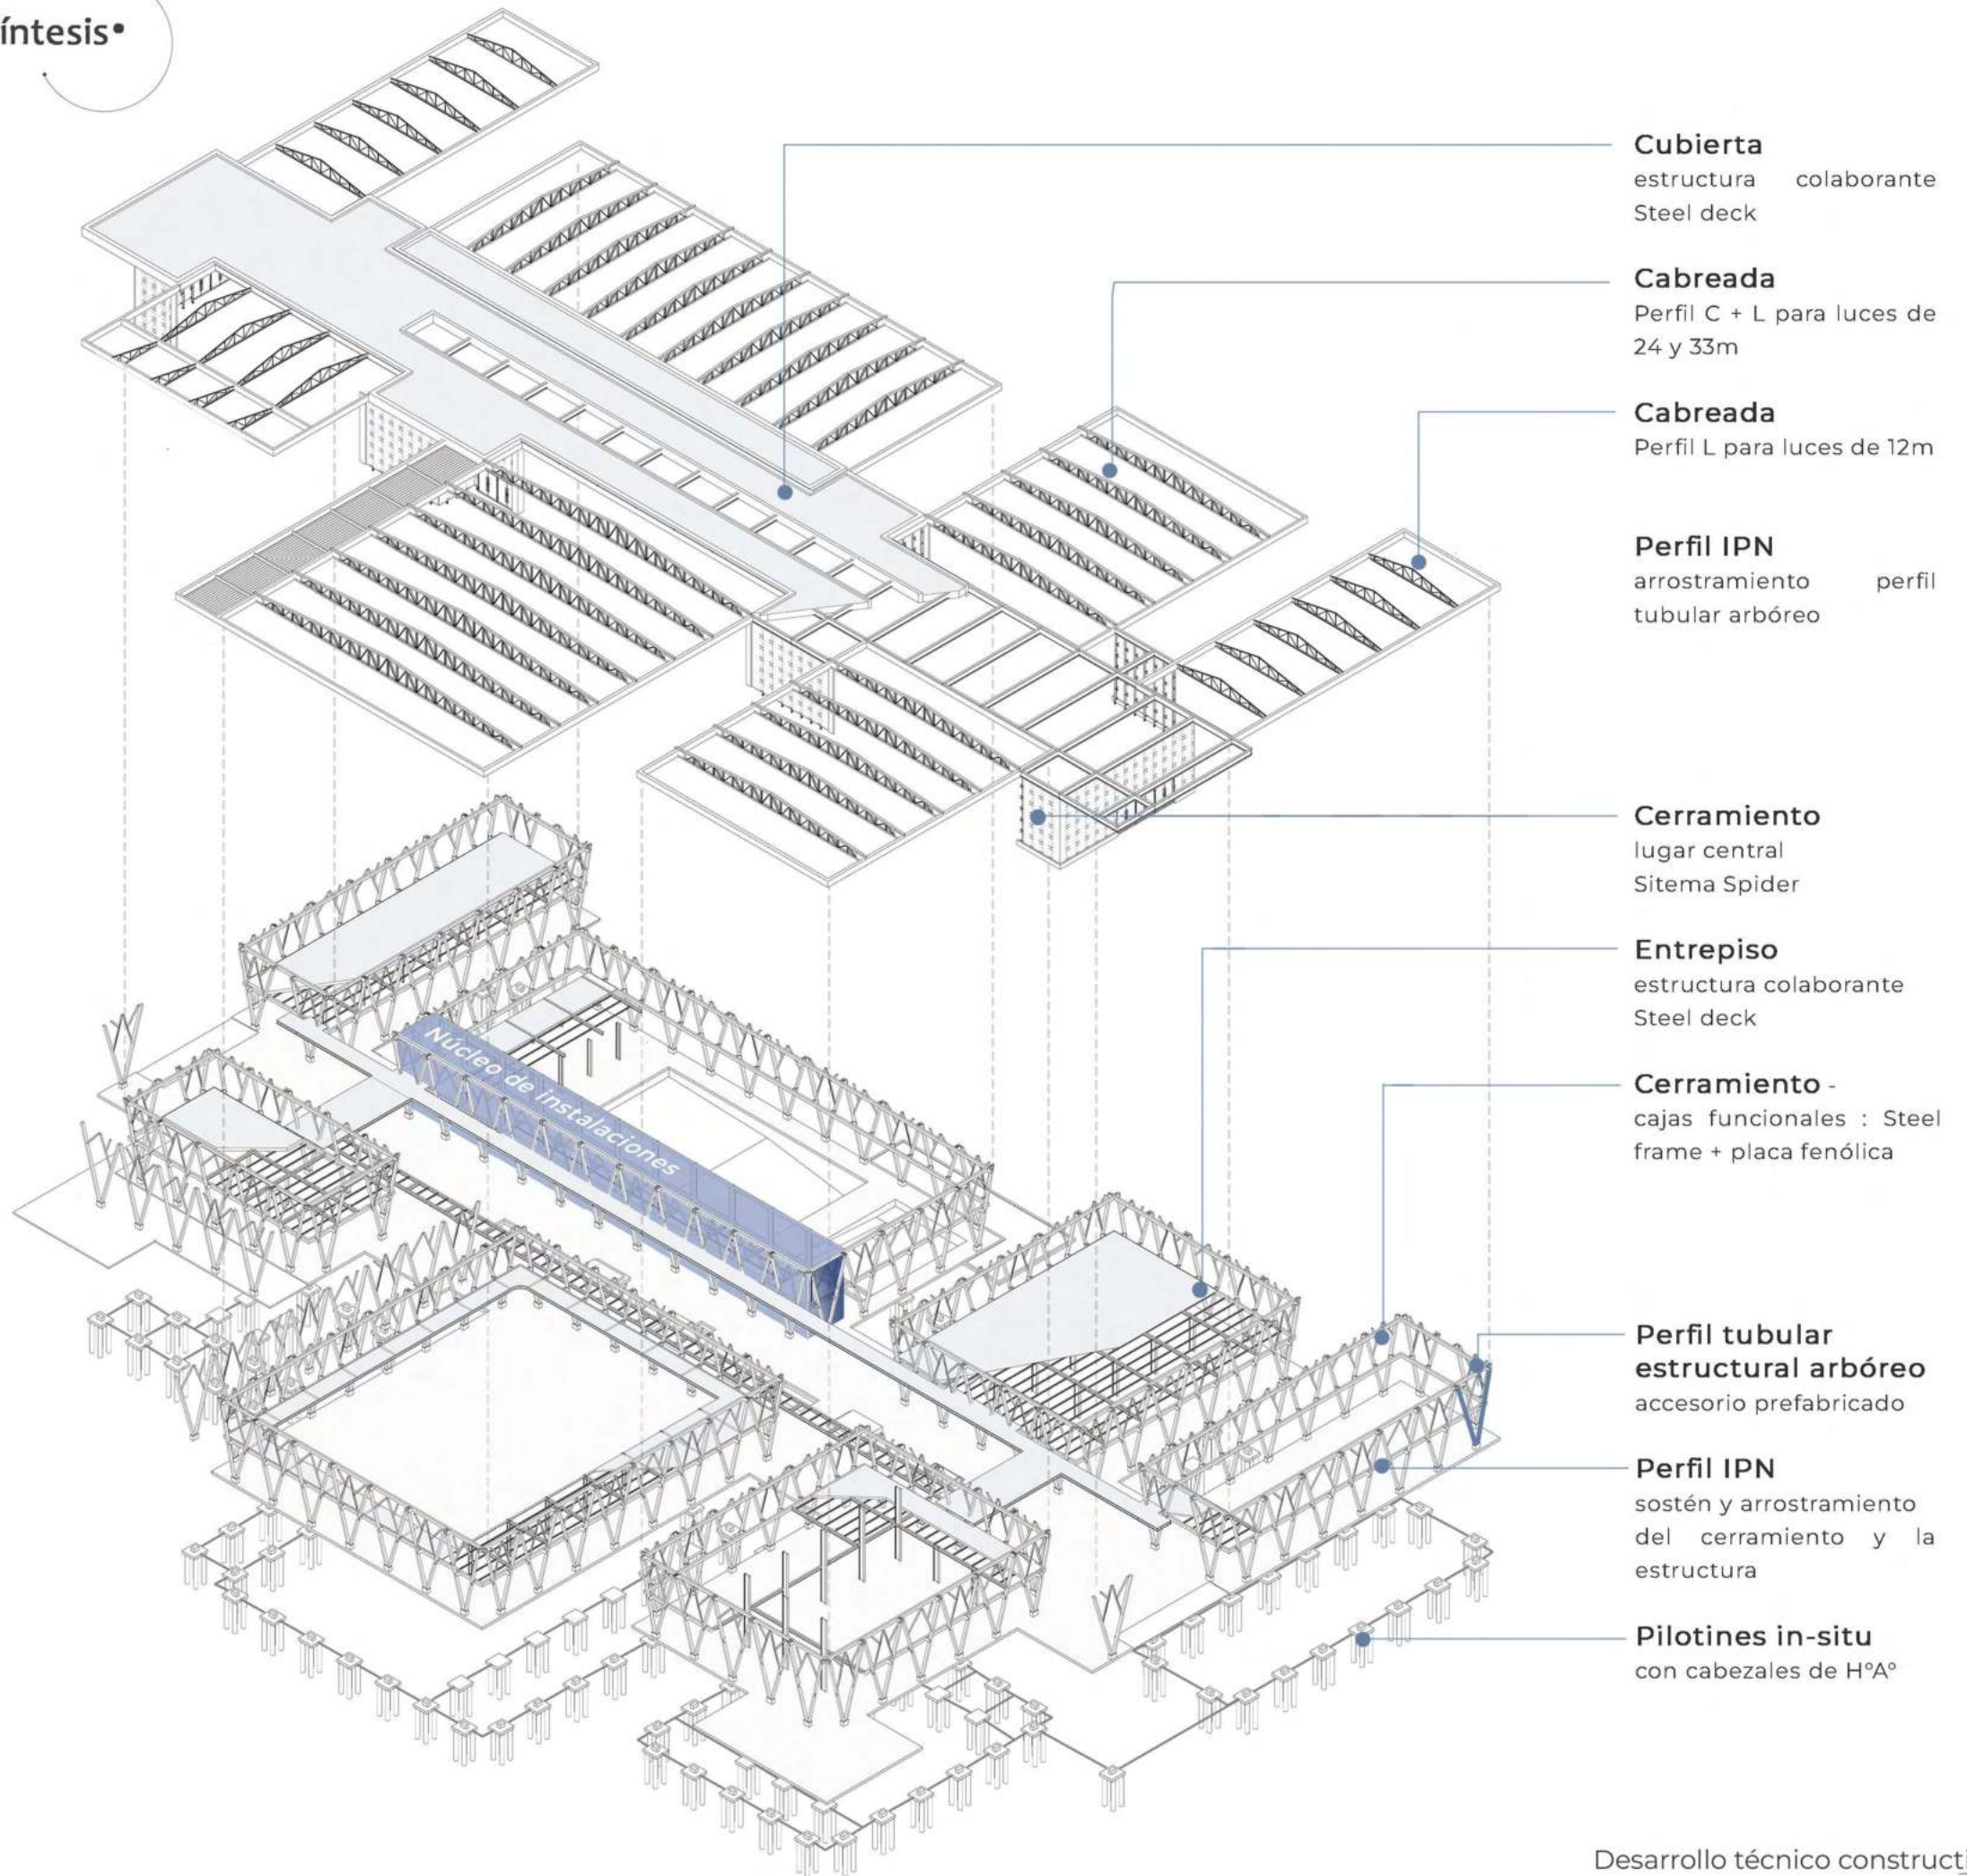 íntesis•
Cubierta
estructura colaborante
Steel deck
Cabreada
Perfil C + L para luces de
24 y 33m
Cabreada
Perfil L para luces de 12m
Perfil IPN
arrostramiento perfil
tubular arbóreo
Cerramiento
lugar central
Sitema Spider
Entrepiso
estructura colaborante
Steel deck
Cerramiento -
cajas funcionales : Steel
frame + placa fenólica
Núcleo de instalaciones
Perfil tubular
estructural arbóreo
accesorio prefabricado
Perfil IPN
sostén y arrostramiento
del cerramiento y la
estructura
Pilotines in-situ
con cabezales de H°A°
Desarrollo técnico constructi